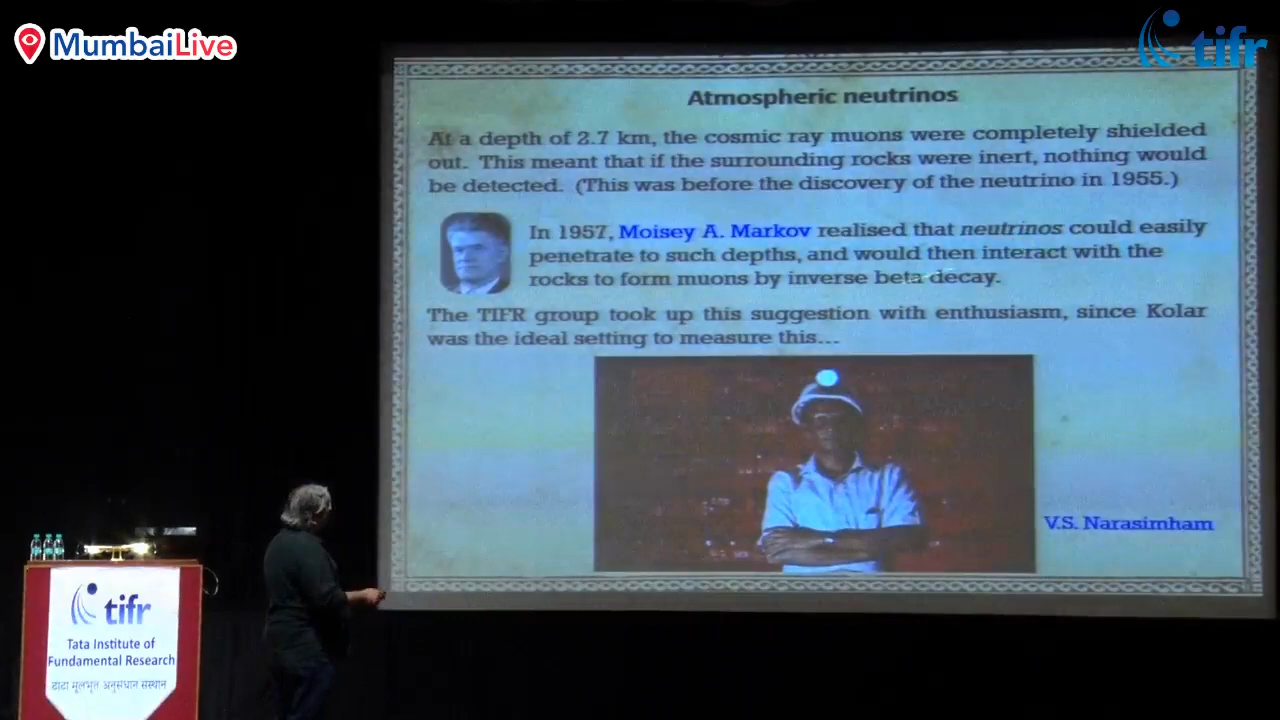 MumbaiLive
tifr
Atmospheric neutrinos
At a depth of 2.7 km, the cosmic ray muons were completely shielded
out. This meant that if the surrounding rocks were inert, nothing would
be detected. (This was before the discovery of the neutrino in 1955.)
In 1957, Moisey A. Markov realised that neutrinos could easily
penetrate to such depths, and would then interact with the
rocks to form muons by inverse beta decay.
The TIFR group took up this suggestion with enthusiasm, since Kolar
was the ideal setting to measure this...
V.S. Narasimham
tifr
Tata Institute of
Fundamental Research
टाटा मूलभूत अनुसंधान संस्थान